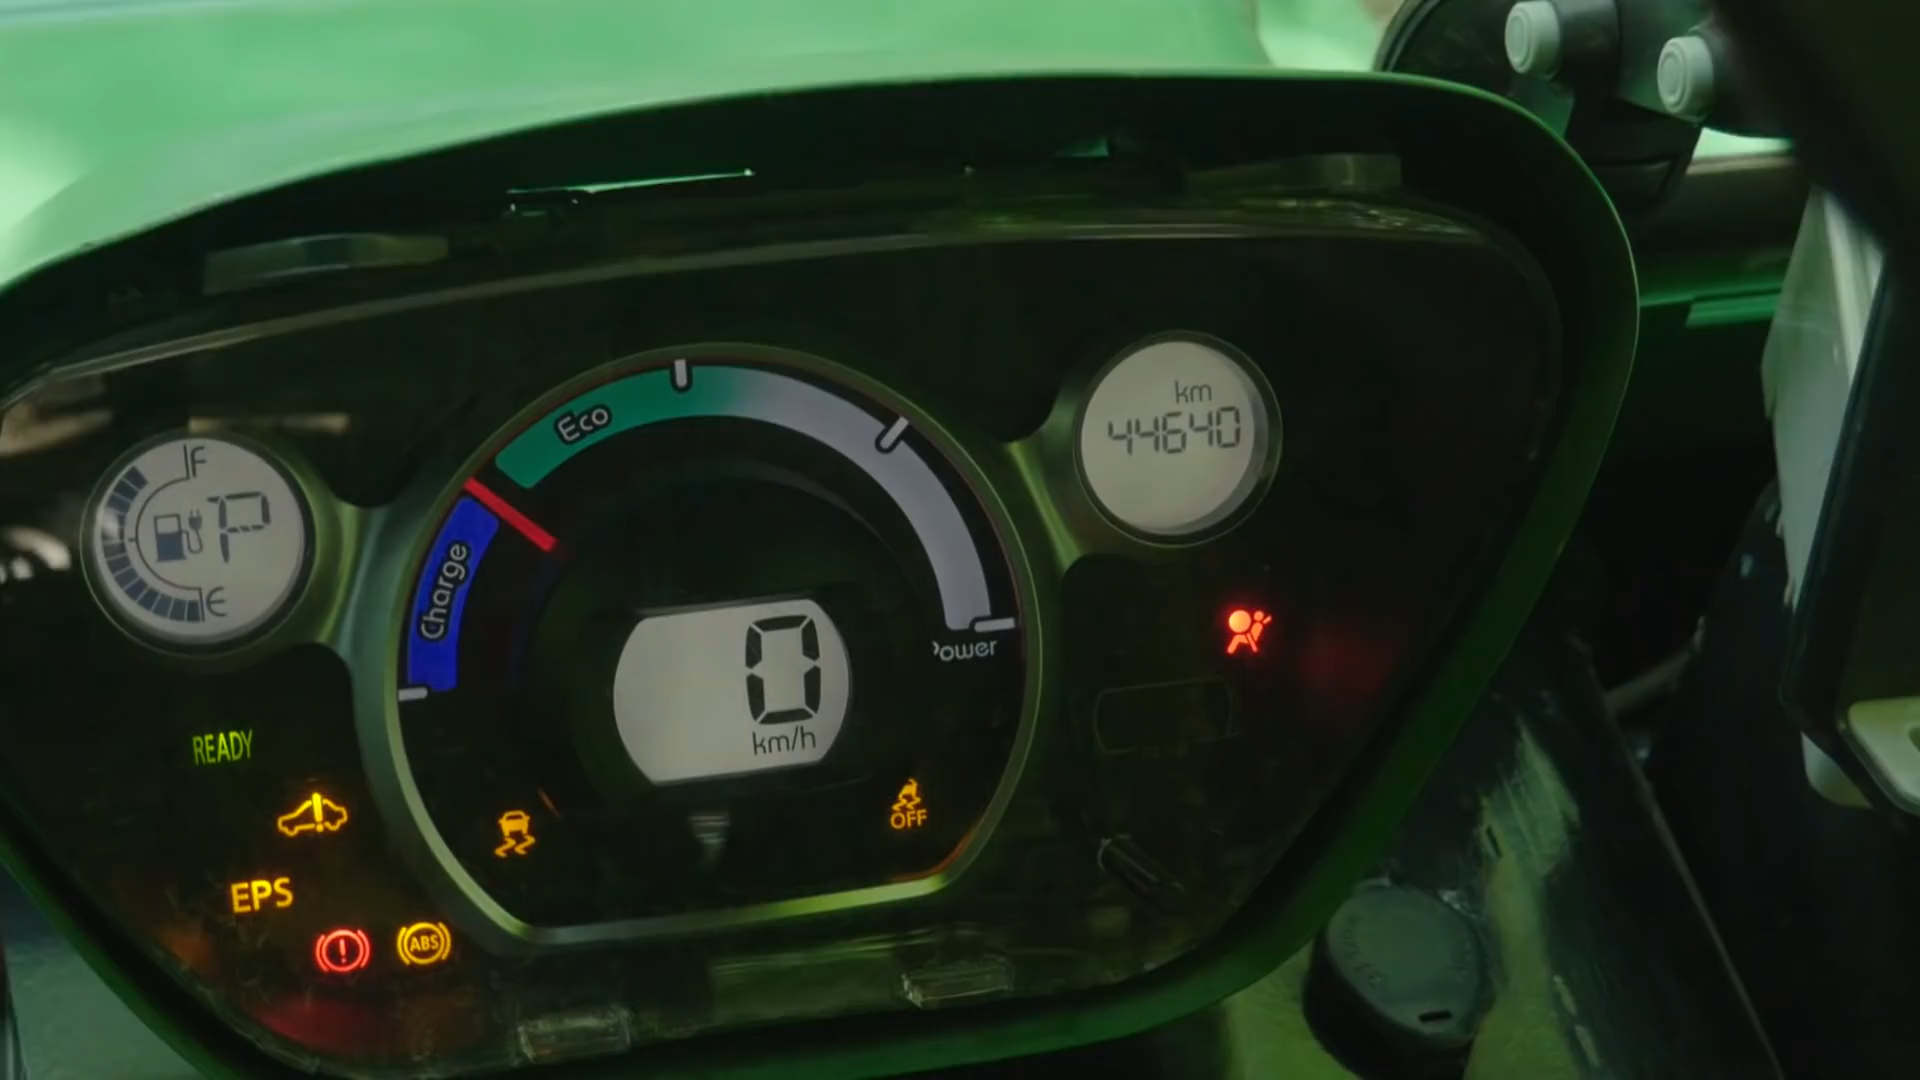 km
44640
Eco
F
P
E
Charge
0
km/h
Power
READY
OFF
EPS
ABS